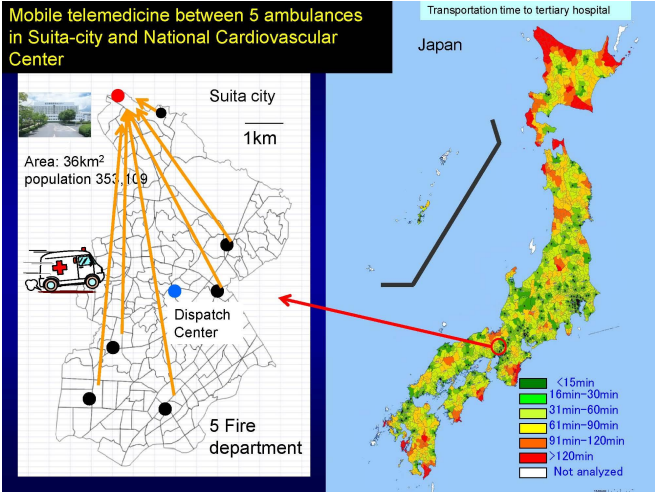 Mobile telemedicine between 5 ambulances
in Suita-city and National Cardiovascular
Center
Transportation time to tertiary hospital
Japan
Suita city
1km
Area: 36km²
population 353,109
Dispatch
Center
5 Fire
department
<15min
16min-30min
31min-60min
61min-90min
91min-120min
>120min
Not analyzed